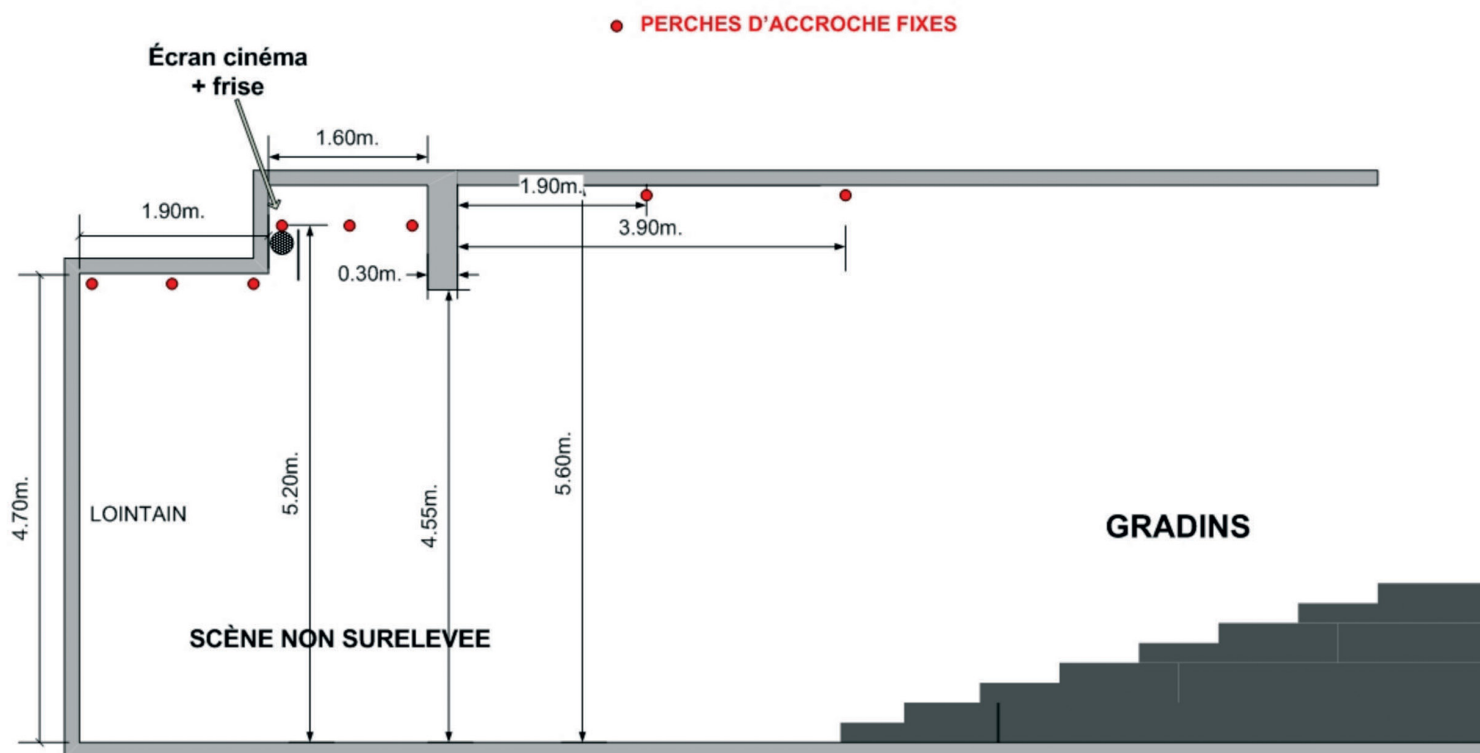 PERCHES D'ACCROCHE FIXES
Écran cinéma
+ frise
1.60m.
1.90m.
1.90m.
3.90m.
0.30m.
4.70m.
LOINTAIN
5.20m.
4.55m.
5.60m.
GRADINS
SCÈNE NON SURELEVEE